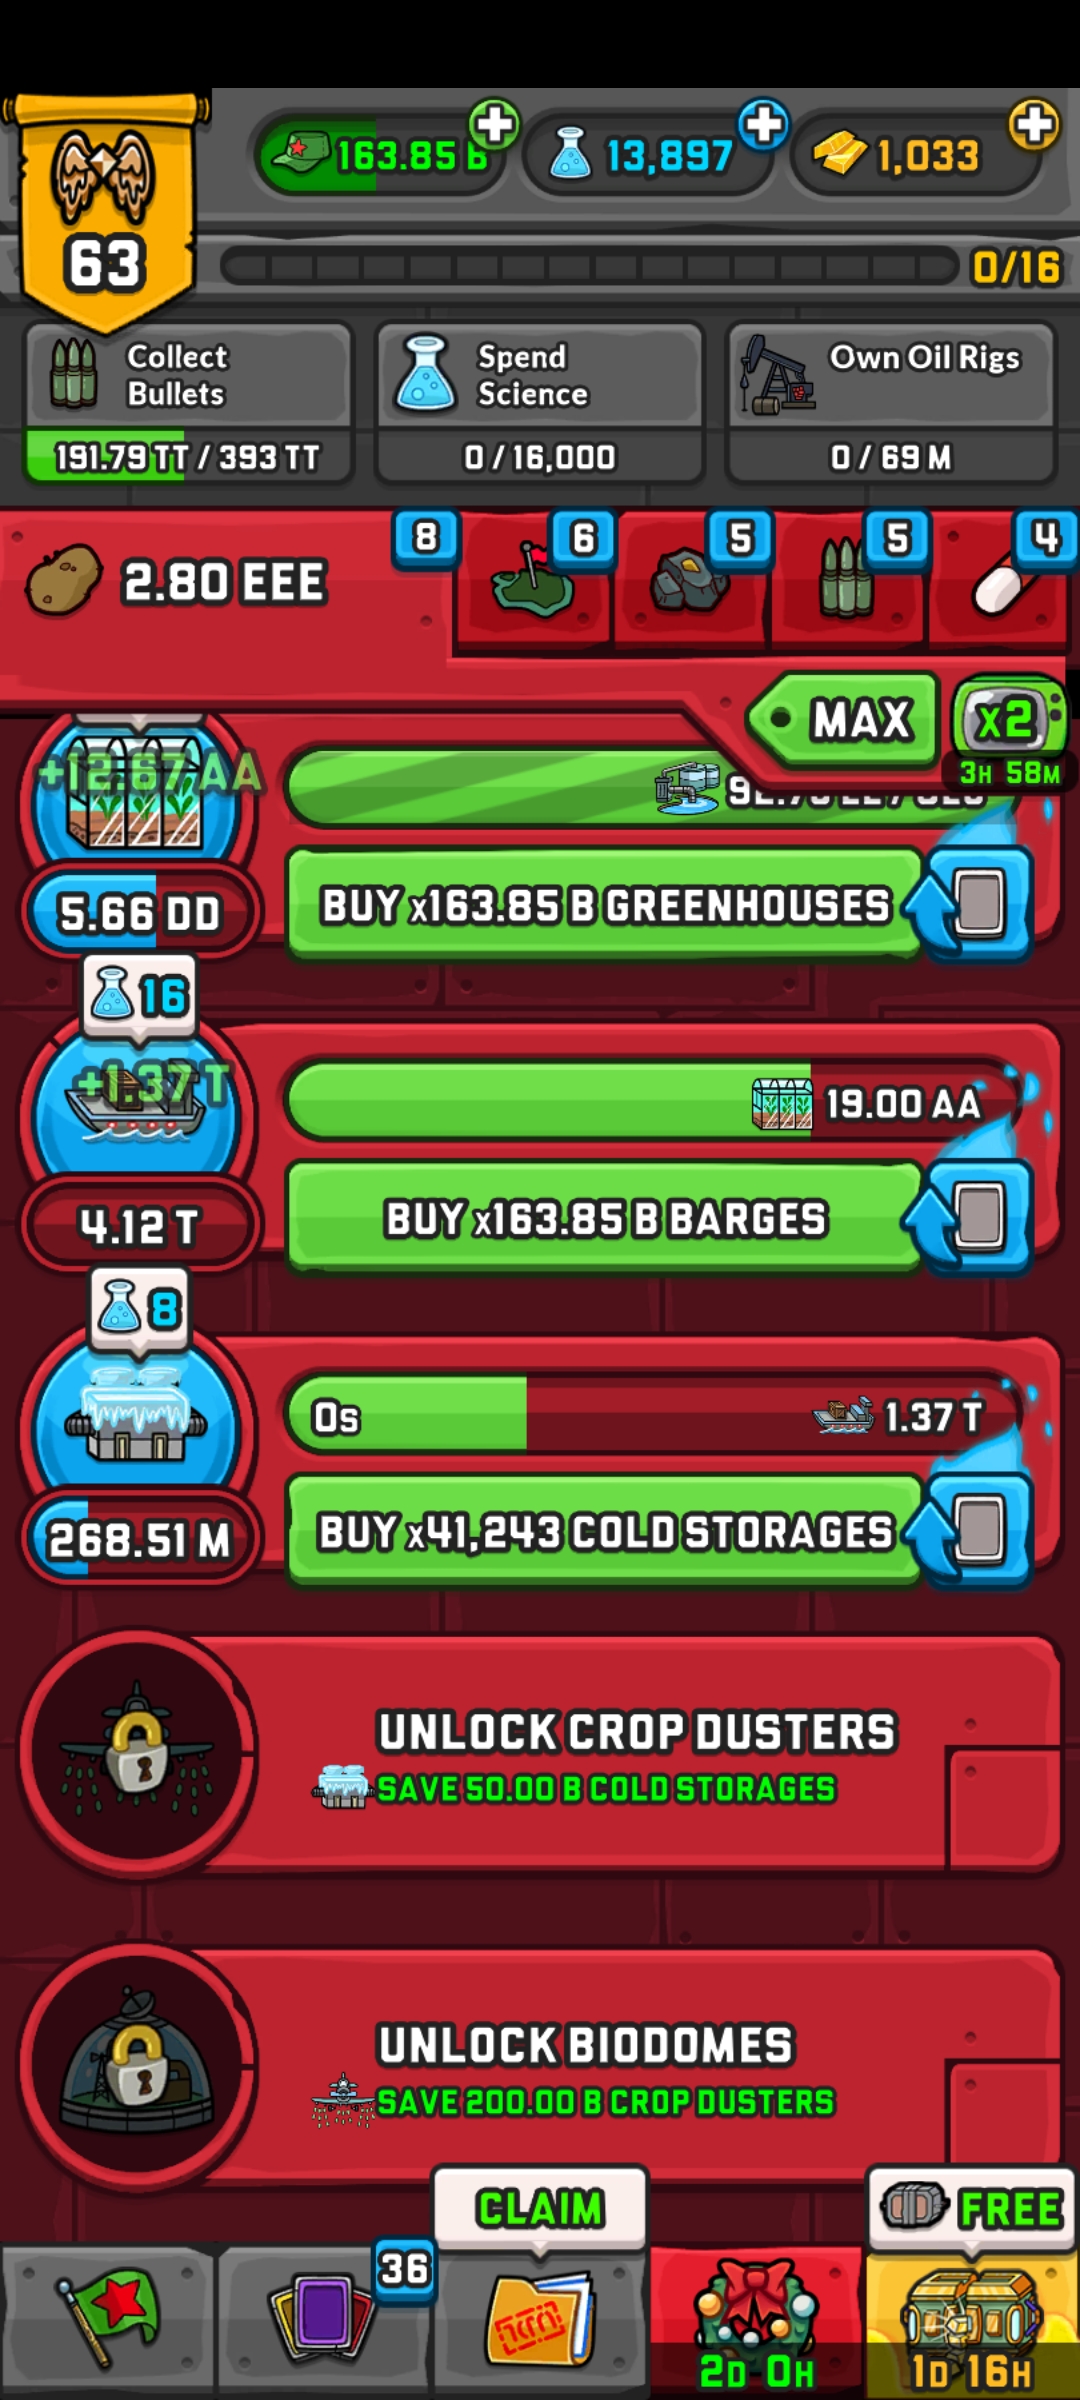 163.85 B
13,897
1,033
63
0/16
Collect
Bullets
191.79 TT / 393 TT
Spend
Science
0 / 16,000
Own Oil Rigs
0 / 69 M
2.80 EEE
8
6
5
5
4
MAX
x2
3H 58M
+12.67 AA
5.66 DD
BUY x163.85 B GREENHOUSES
16
+1.37 T
19.00 AA
4.12 T
BUY x163.85 B BARGES
8
0s
1.37 T
268.51 M
BUY x41,243 COLD STORAGES
UNLOCK CROP DUSTERS
SAVE 50.00 B COLD STORAGES
UNLOCK BIODOMES
SAVE 200.00 B CROP DUSTERS
CLAIM
FREE
36
2D 0H
1D 16H